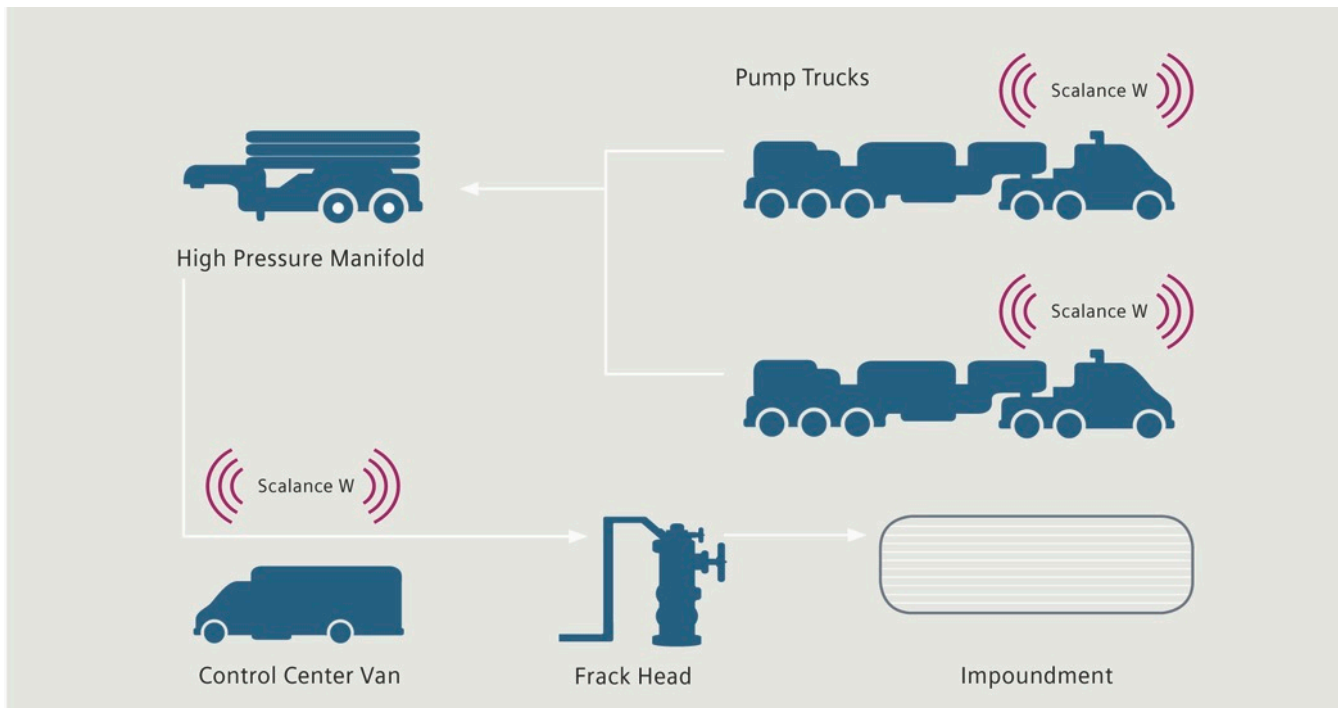 Pump Trucks
Scalance W
High Pressure Manifold
Scalance W
Scalance W
Control Center Van
Frack Head
Impoundment